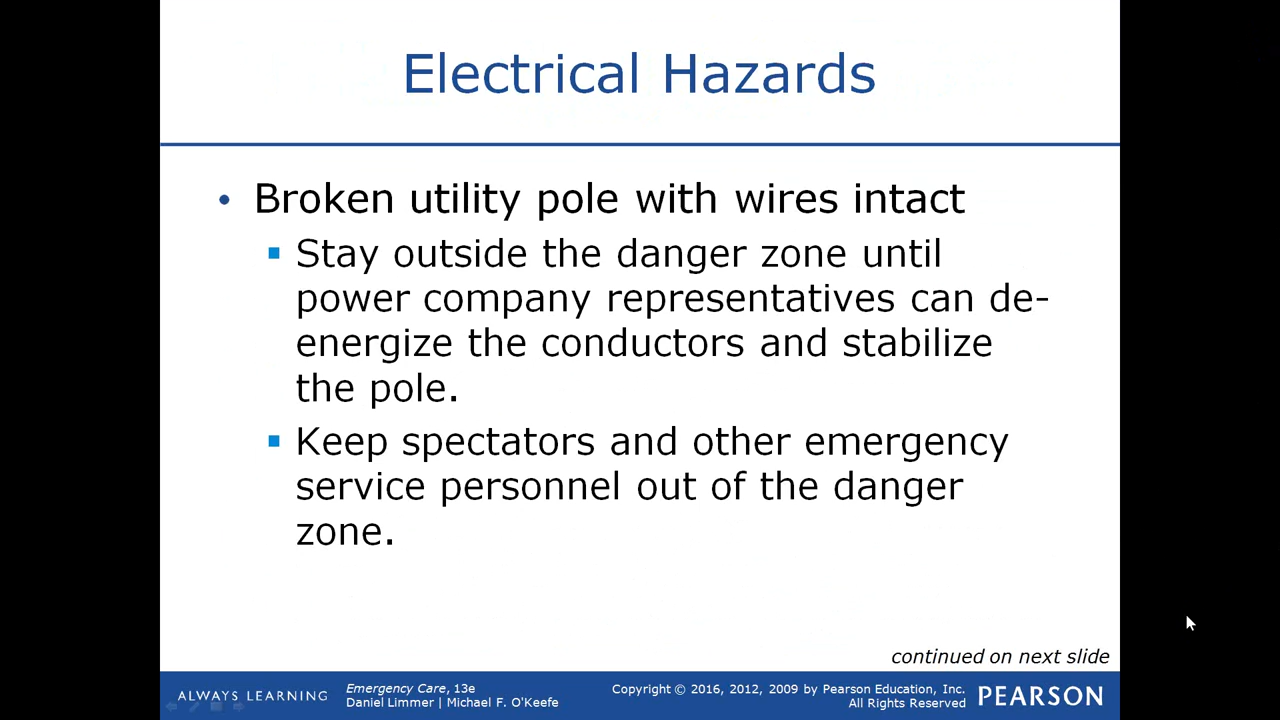 Electrical Hazards
• Broken utility pole with wires intact
▪ Stay outside the danger zone until
power company representatives can de-
energize the conductors and stabilize
the pole.
▪ Keep spectators and other emergency
service personnel out of the danger
zone.
continued on next slide
ALWAYS LEARNING
Emergency Care, 13e
Daniel Limmer | Michael F. O'Keefe
Copyright © 2016, 2012, 2009 by Pearson Education, Inc.
All Rights Reserved
PEARSON